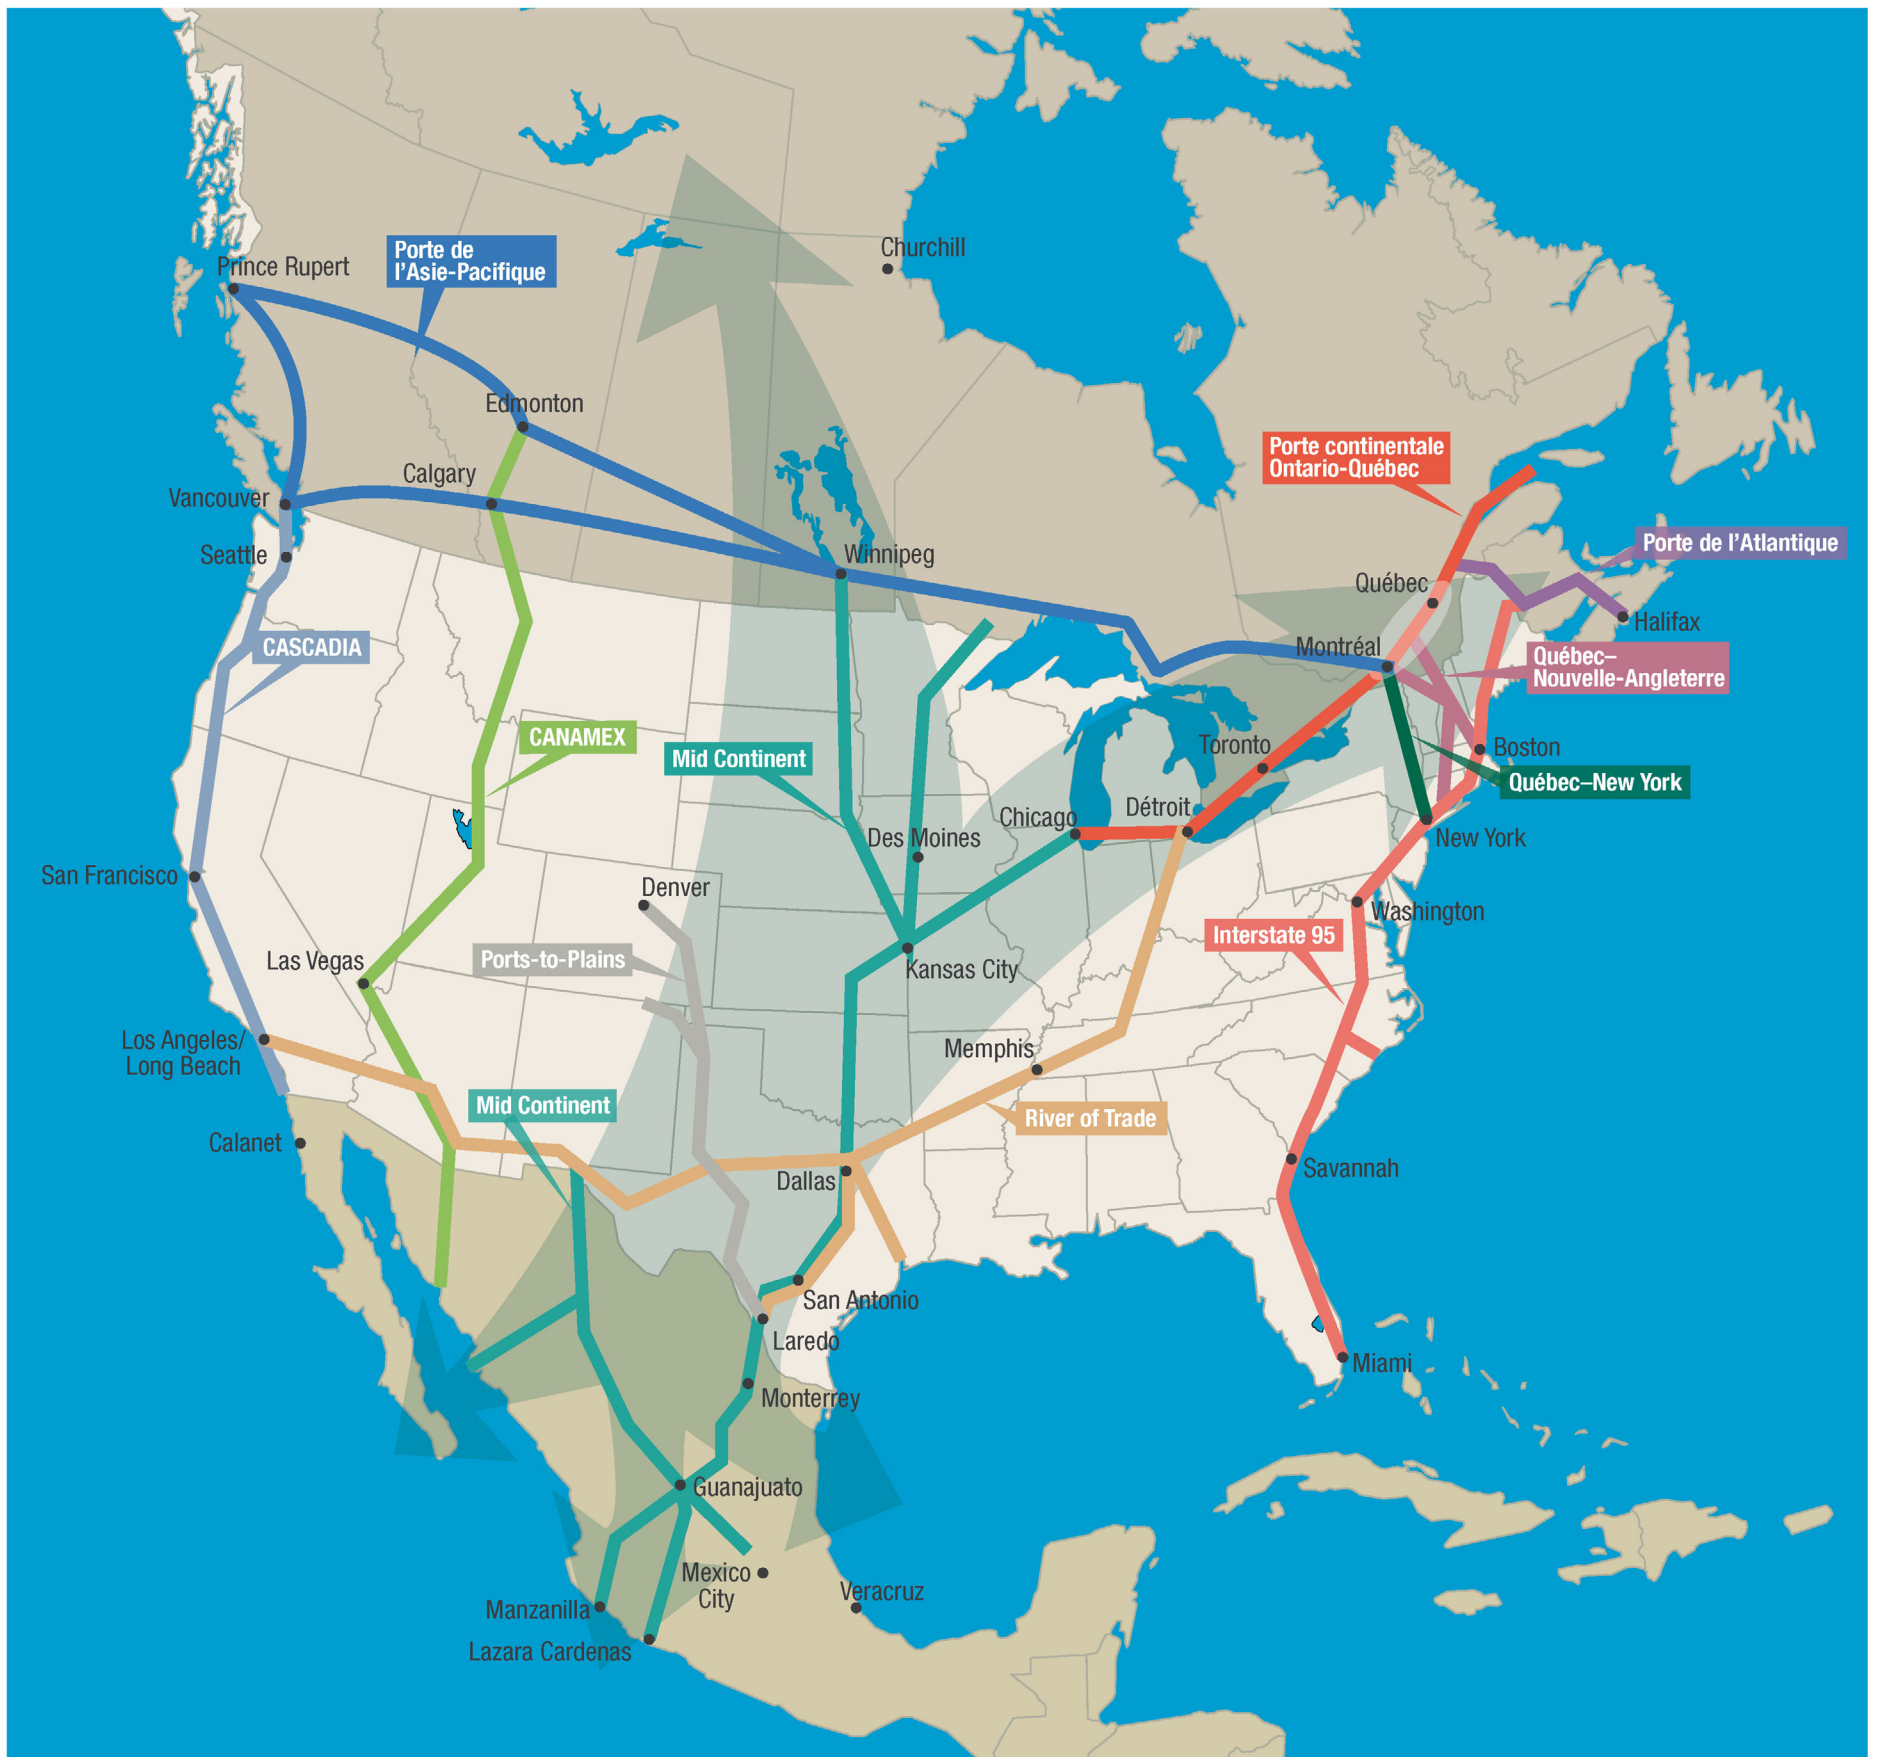 Churchill
Porte de
l'Asie-Pacifique
Prince Rupert
Edmonton
Calgary
Vancouver
Seattle
Winnipeg
Porte continentale
Ontario-Québec
Porte de l'Atlantique
Québec
Halifax
Montréal
Québec–
Nouvelle-Angleterre
CASCADIA
CANAMEX
Mid Continent
Toronto
Boston
Québec–New York
Chicago
Détroit
Des Moines
New York
San Francisco
Denver
Washington
Interstate 95
Las Vegas
Ports-to-Plains
Kansas City
Los Angeles/
Long Beach
Memphis
Mid Continent
River of Trade
Calanet
Dallas
Savannah
San Antonio
Laredo
Miami
Monterrey
Guanajuato
Mexico
City
Veracruz
Manzanilla
Lazara Cardenas